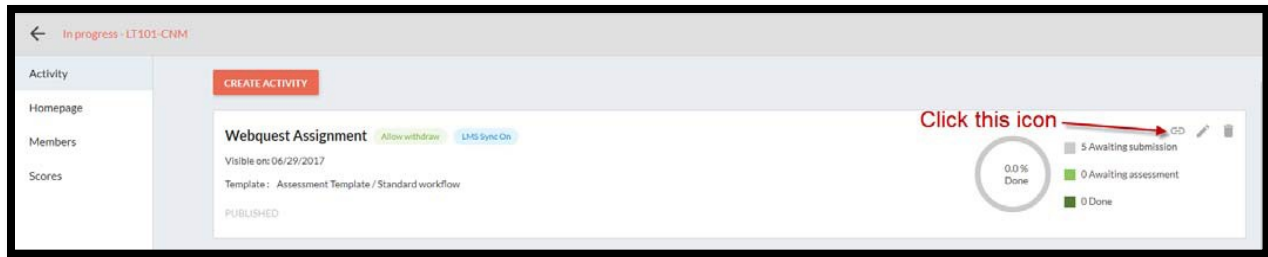 In progress - LT101-CNM
Activity
Homepage
Members
Scores
CREATE ACTIVITY
Webquest Assignment Allow withdraw LMS Sync On
Visible on: 06/29/2017
Template : Assessment Template / Standard workflow
PUBLISHED
Click this icon
0.0 %
Done
5 Awaiting submission
0 Awaiting assessment
0 Done